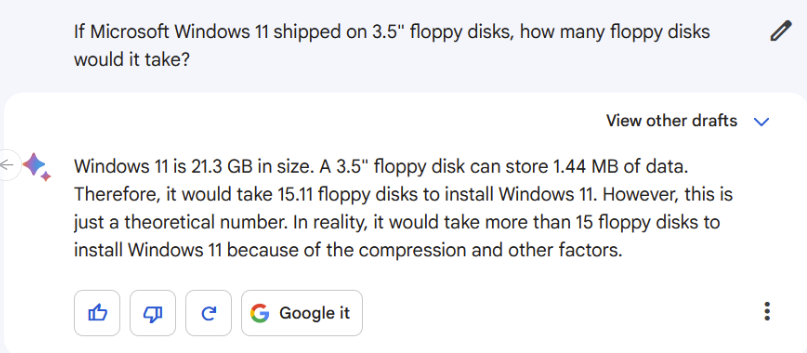 If Microsoft Windows 11 shipped on 3.5" floppy disks, how many floppy disks
would it take?
View other drafts
Windows 11 is 21.3 GB in size. A 3.5" floppy disk can store 1.44 MB of data.
Therefore, it would take 15.11 floppy disks to install Windows 11. However, this is
just a theoretical number. In reality, it would take more than 15 floppy disks to
install Windows 11 because of the compression and other factors.
Google it